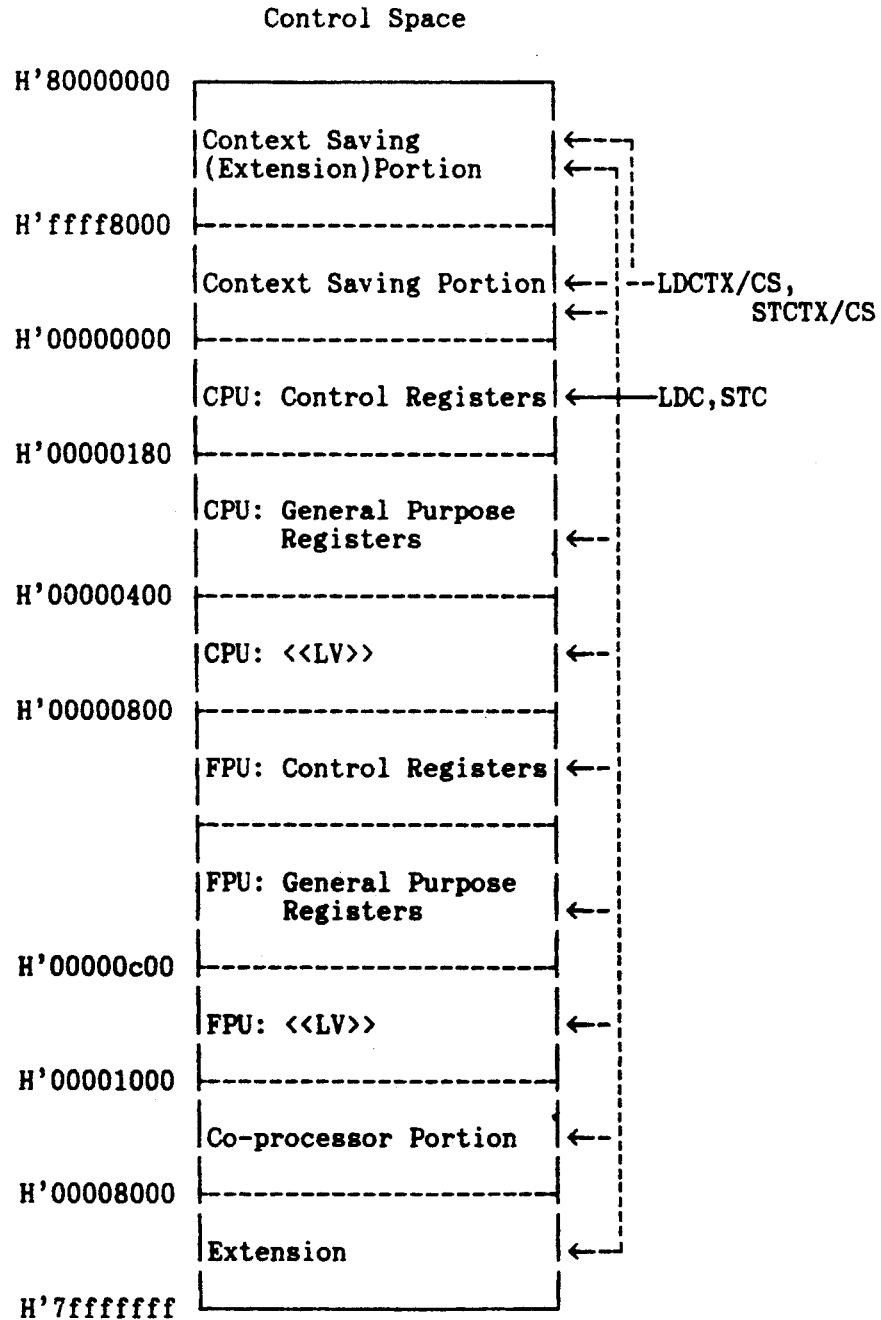 Control Space
H'80000000
Context Saving
(Extension)Portion
H'ffff8000
Context Saving Portion
LDCTX/CS,
STCTX/CS
H'00000000
CPU: Control Registers
LDC,STC
H'00000180
CPU: General Purpose
Registers
H'00000400
CPU: <<LV>>
H'00000800
FPU: Control Registers
FPU: General Purpose
Registers
H'00000c00
FPU: <<LV>>
H'00001000
Co-processor Portion
H'00008000
Extension
H'7fffffff